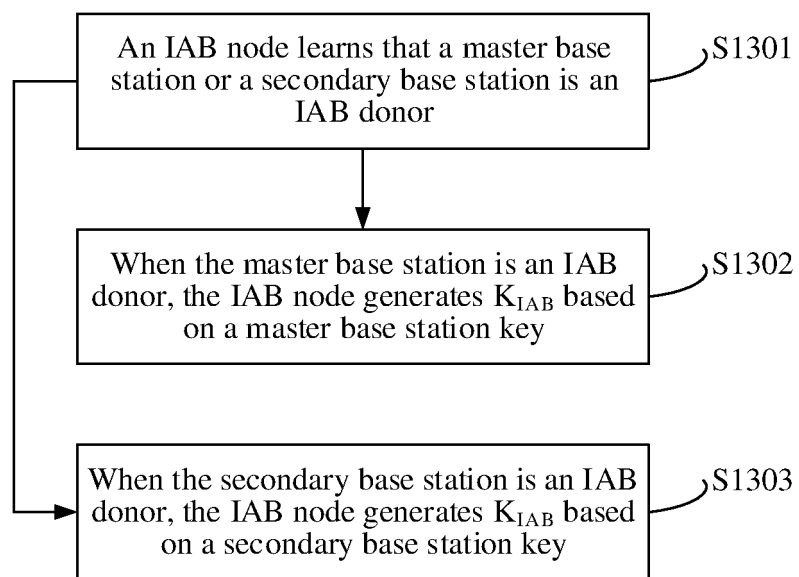 An IAB node learns that a master base
station or a secondary base station is an
IAB donor
S1301
When the master base station is an IAB
donor, the IAB node generates K_IAB based
on a master base station key
S1302
When the secondary base station is an IAB
donor, the IAB node generates K_IAB based
on a secondary base station key
S1303